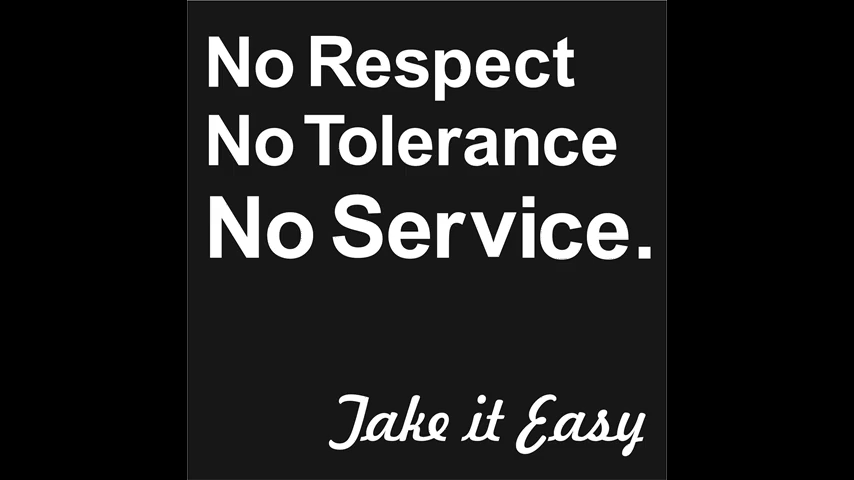 No Respect
No Tolerance
No Service.
Take it Easy